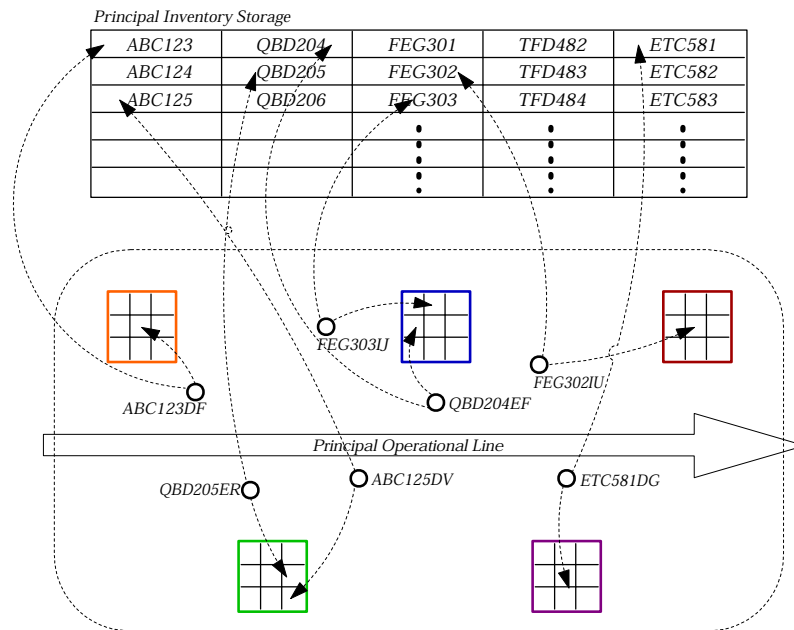 Principal Inventory Storage
ABC123 QBD204 FEG301 TFD482 ETC581
ABC124 QBD205 FEG302 TFD483 ETC582
ABC125 QBD206 FEG303 TFD484 ETC583
FEG303IJ
FEG302IU
ABC123DF
QBD204EF
Principal Operational Line
QBD205ER
ABC125DV
ETC581DG